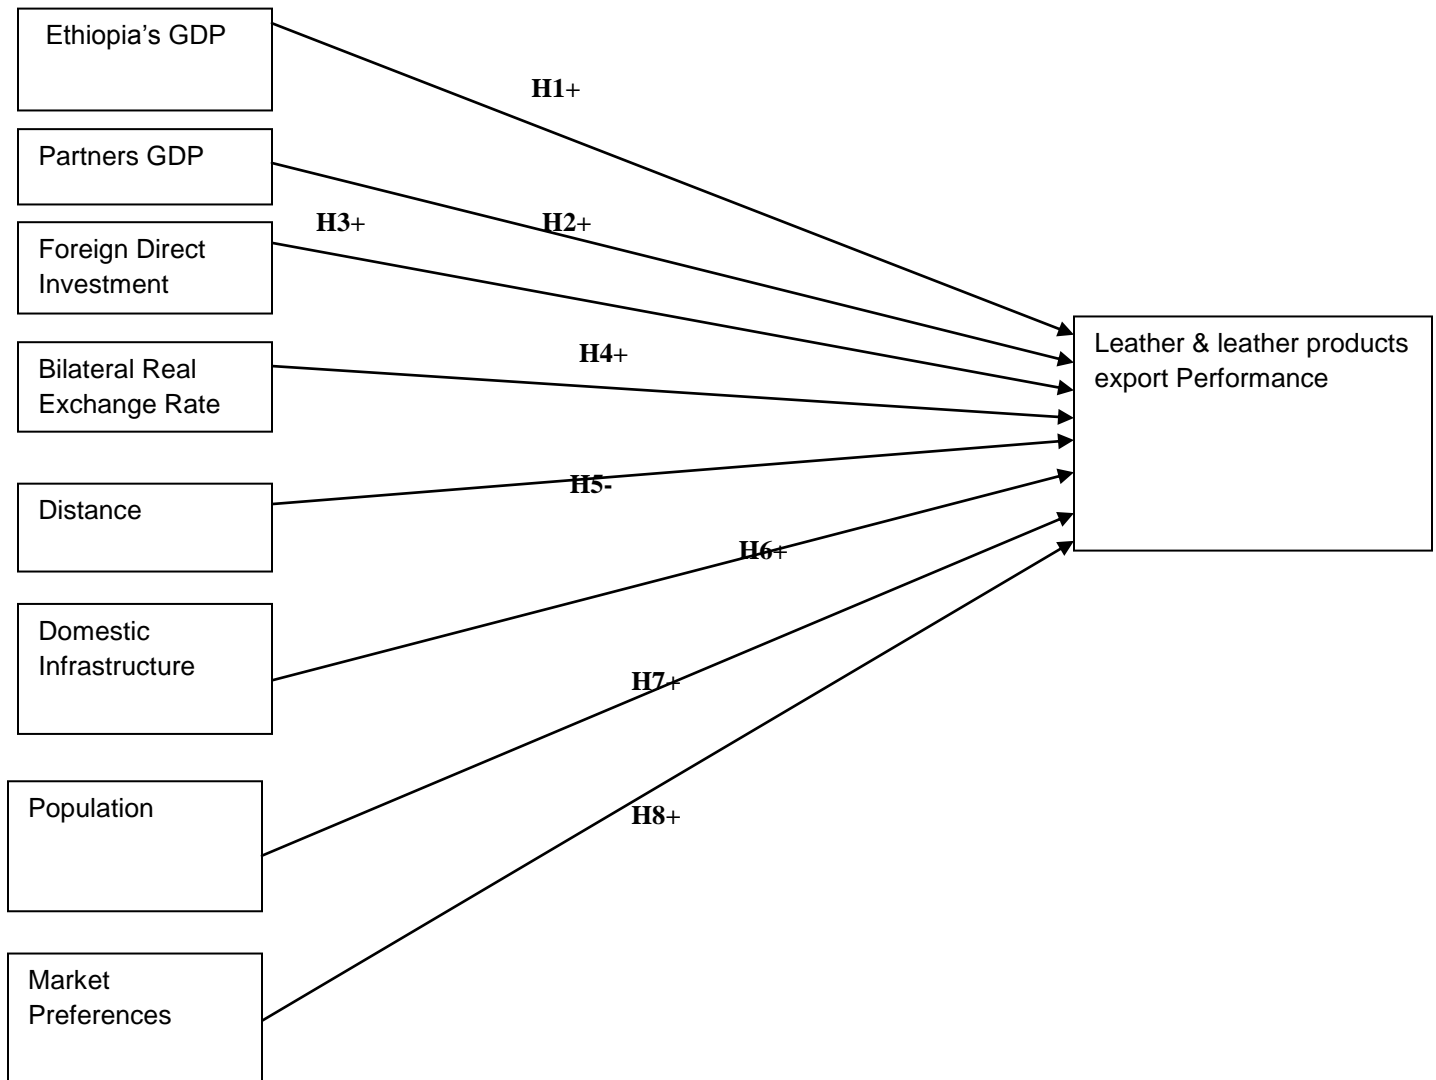 Ethiopia’s GDP
H1+
Partners GDP
H3+
H2+
Foreign Direct
Investment
Leather & leather products
export Performance
H4+
Bilateral Real
Exchange Rate
H5-
Distance
H6+
Domestic
Infrastructure
H7+
Population
H8+
Market
Preferences